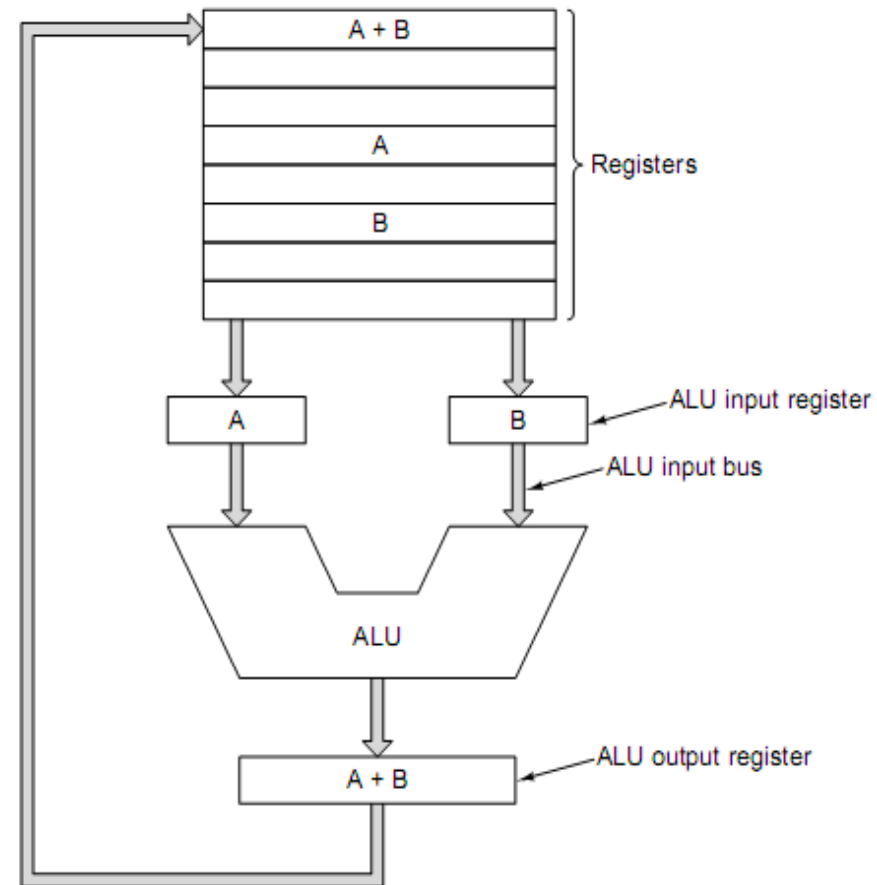 A + B
A
Registers
B
A
B
ALU input register
ALU input bus
ALU
A + B
ALU output register